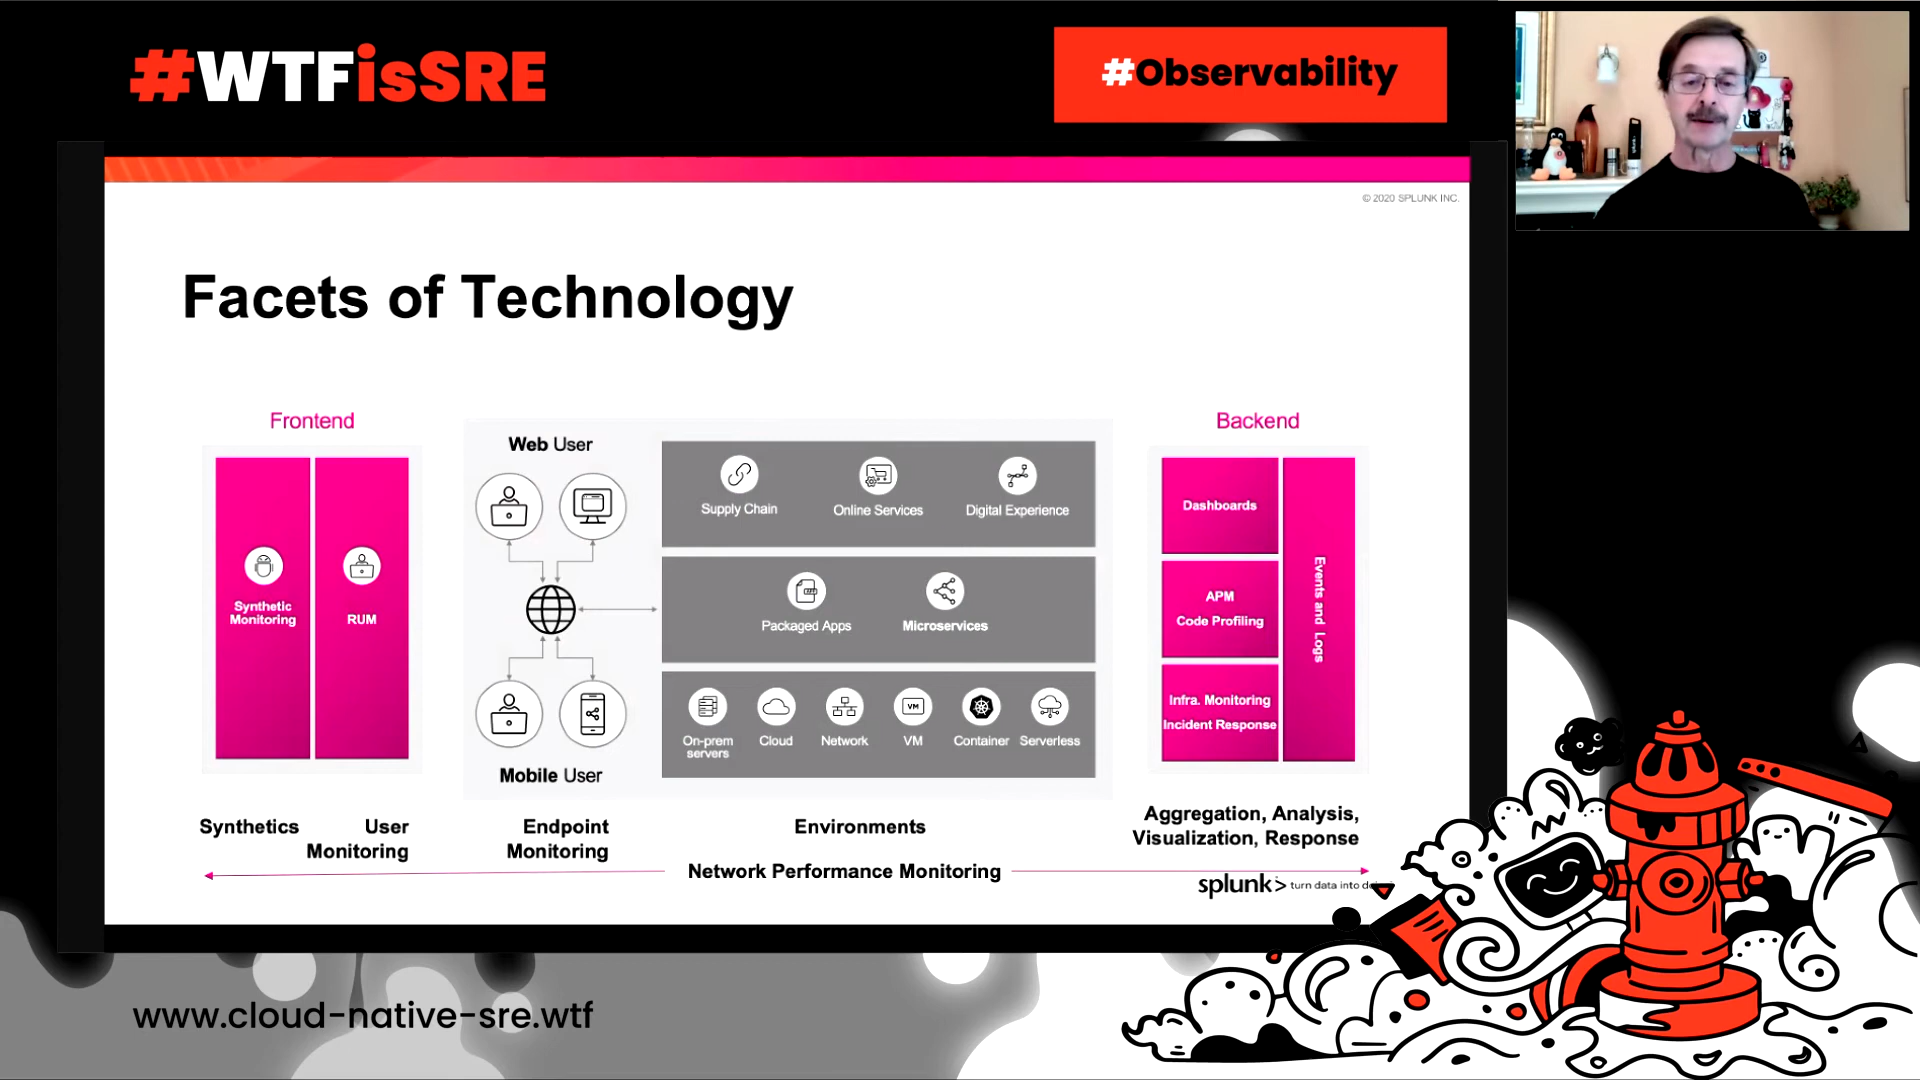 #WTFisSRE
#Observability
© 2020 SPLUNK INC.
Facets of Technology
Frontend
Synthetic
Monitoring
RUM
Web User
Mobile User
Supply Chain
Online Services
Digital Experience
Packaged Apps
Microservices
VM
On-prem
servers
Cloud
Network
VM
Container
Serverless
Backend
Dashboards
APM
Code Profiling
Infra. Monitoring
Incident Response
Events and Logs
Synthetics
User
Monitoring
Endpoint
Monitoring
Environments
Aggregation, Analysis,
Visualization, Response
Network Performance Monitoring
splunk> turn data into
www.cloud-native-sre.wtf